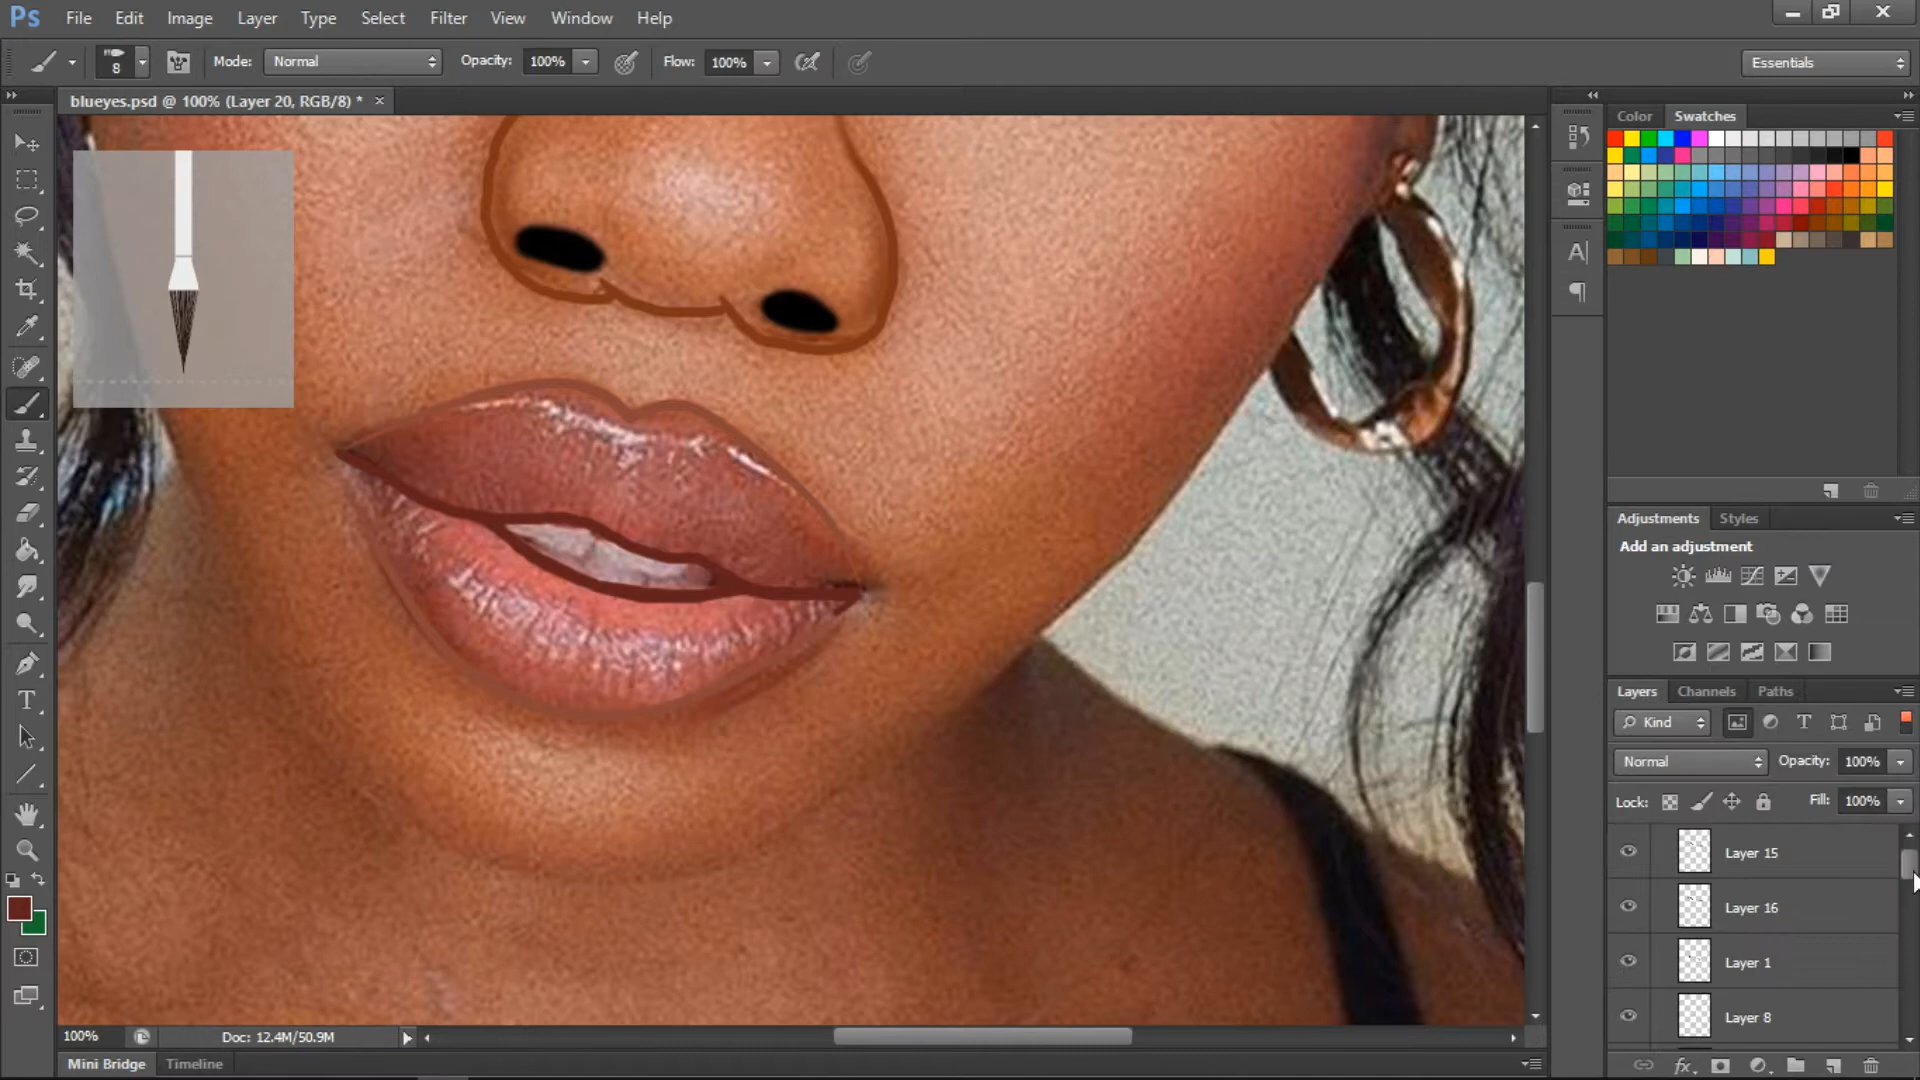 Ps File Edit Image Layer Type Select Filter View Window Help
8 Mode: Normal Opacity: 100% Flow: 100% Essentials
blueyes.psd @ 100% (Layer 20, RGB/8) * ×
Color Swatches
Adjustments Styles
Add an adjustment
Layers Channels Paths
Kind
Normal Opacity: 100%
Lock: Fill: 100%
Layer 15
Layer 16
Layer 1
Layer 8
100% Doc: 12.4M/50.9M
Mini Bridge Timeline